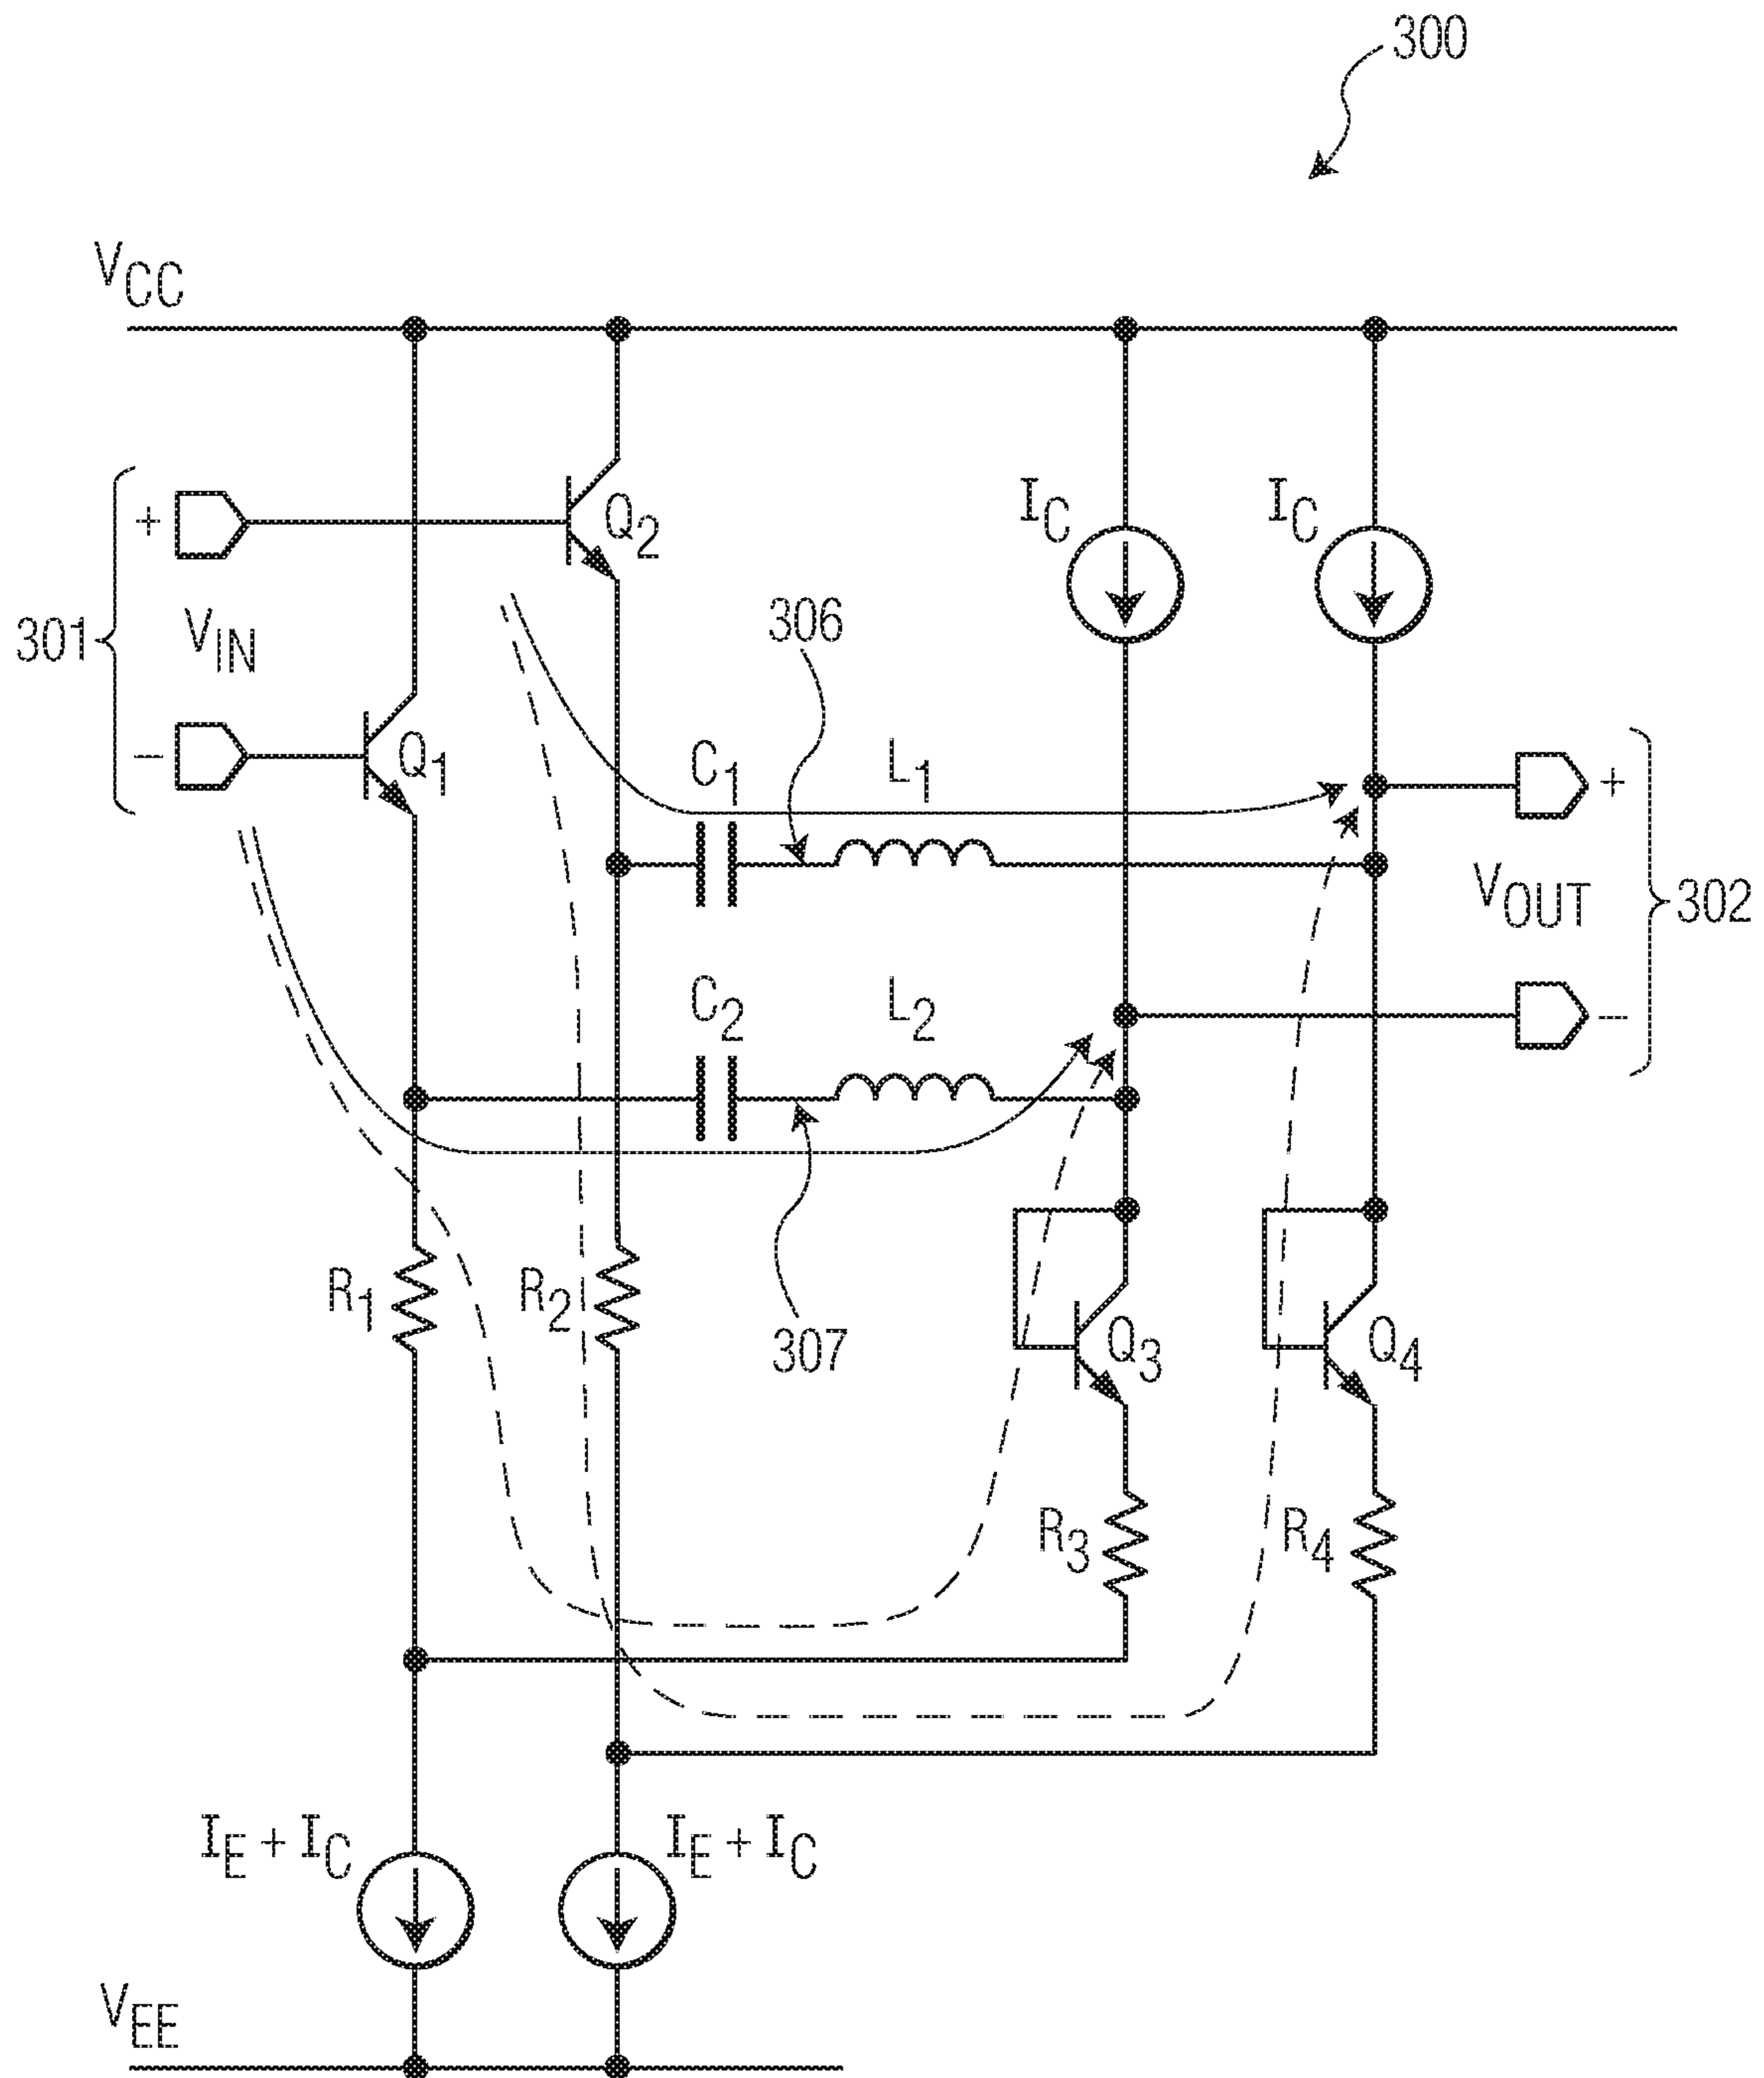 300
VCC
+
Q2
IC
IC
301
VIN
306
−
Q1
C1
L1
+
VOUT
302
C2
L2
−
R1
R2
307
Q3
Q4
R3
R4
IE + IC
IE + IC
VEE